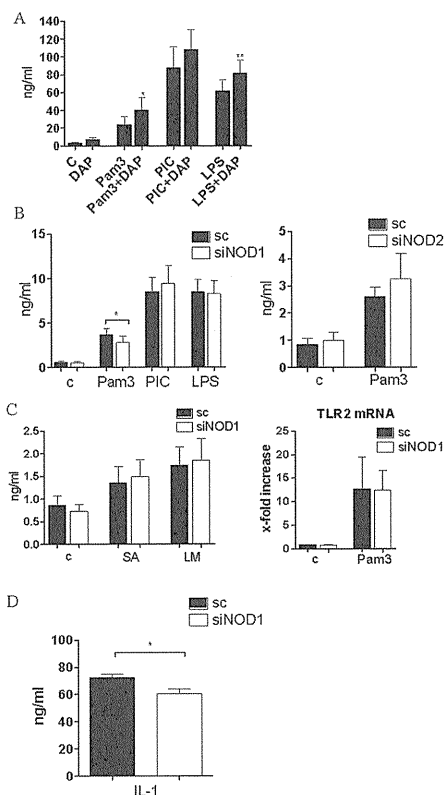 A
ng/ml
120
100
80
60
40
20
0
C
DAP
Pam3
Pam3+DAP
PIC
PIC+DAP
LPS
LPS+DAP
*
**
B
sc
siNOD1
ng/ml
15
10
5
0
*
c Pam3 PIC LPS
sc
siNOD2
ng/ml
5
4
3
2
1
0
c Pam3
C
sc
siNOD1
ng/ml
2.5
2.0
1.5
1.0
0.5
0.0
c SA LM
TLR2 mRNA
sc
siNOD1
x-fold increase
25
20
15
10
5
0
c Pam3
D
sc
siNOD1
ng/ml
100
80
60
40
20
0
*
IL-1